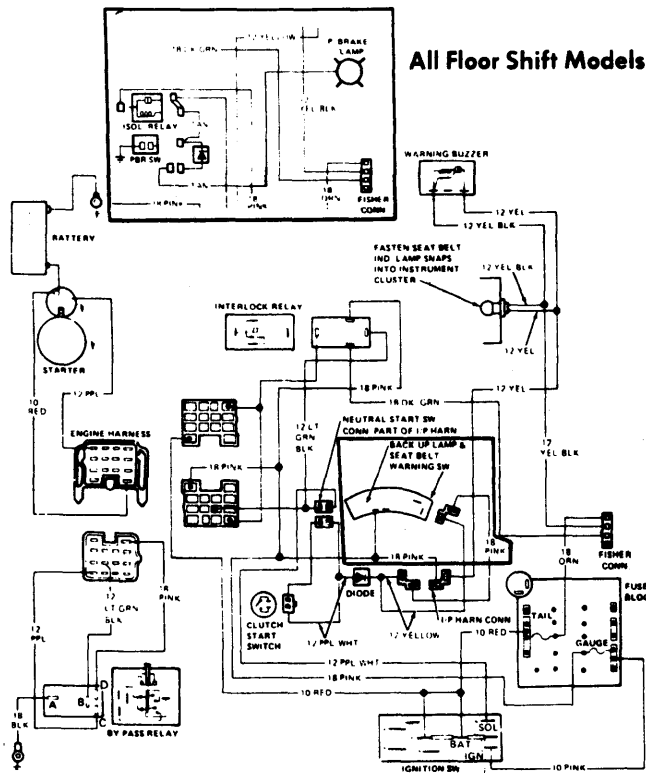 12 YELLOW
18 DK GRN
P. BRAKE
LAMP
All Floor Shift Models
YEL BLK
ISOL RELAY
TAN
PBR SW
TAN
18 PINK
18
PINK
18
ORN
FISHER
CONN
WARNING BUZZER
12 YEL
12 YEL BLK
BATTERY
FASTEN SEAT BELT
IND. LAMP SNAPS
INTO INSTRUMENT
CLUSTER
12 YEL BLK
12 YEL
INTERLOCK RELAY
STARTER
18 PINK
12 YEL
18 DK GRN
10
RED
12 PPL
12 LT
GRN
BLK
NEUTRAL START SW
CONN PART OF I/P HARN
BACK UP LAMP &
SEAT BELT
WARNING SW
ENGINE HARNESS
17
YEL BLK
18 PINK
18
PINK
18
ORN
FISHER
CONN
18 PINK
DIODE
12
LT GRN
BLK
18
PINK
FUSE
BLOC
TAIL
GAUGE
I/P HARN CONN
CLUTCH
START
SWITCH
12 PPL WHT
12 YELLOW
10 RED
12
PPL
12 PPL WHT
18 PINK
10 RED
A
B
D
C
18
BLK
BY PASS RELAY
SOL
BAT
IGN
IGNITION SW
10 PINK